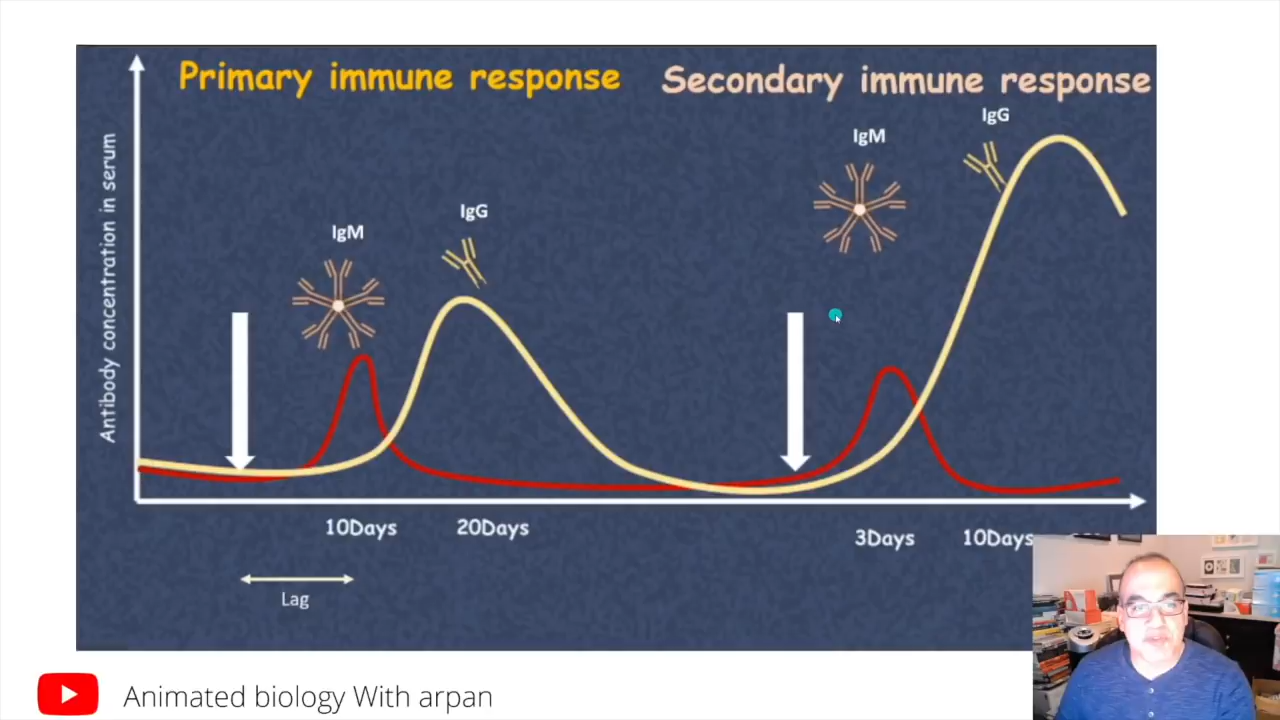 Primary immune response
Secondary immune response
Antibody concentration in serum
IgM
IgG
IgM
IgG
10Days
20Days
3Days
10Days
Lag
Animated biology With arpan